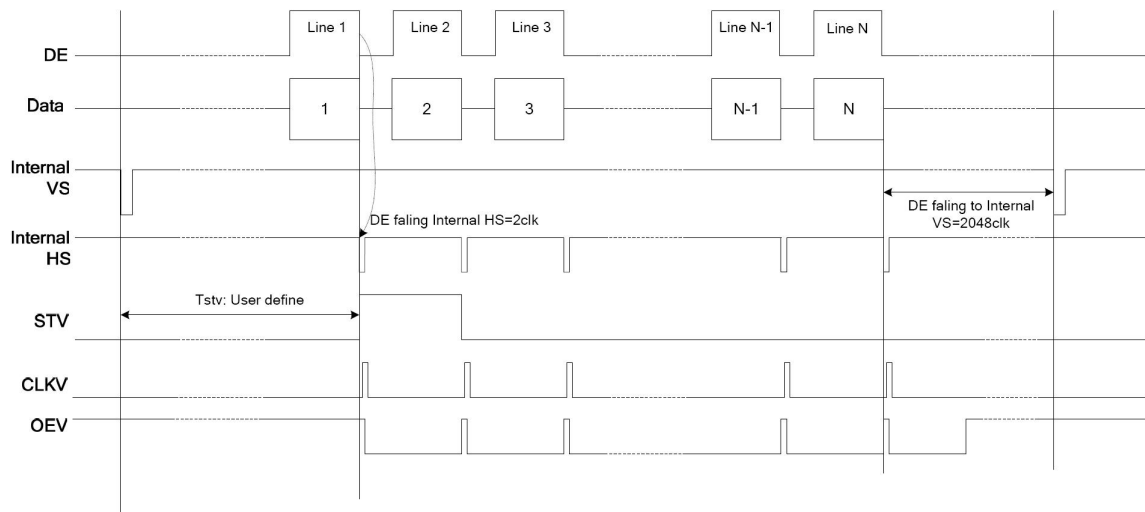 Line 1
Line 2
Line 3
Line N-1
Line N
DE
Data
1
2
3
N-1
N
Internal
VS
DE faling Internal HS=2clk
DE faling to Internal
VS=2048clk
Internal
HS
Tstv: User define
STV
CLKV
OEV